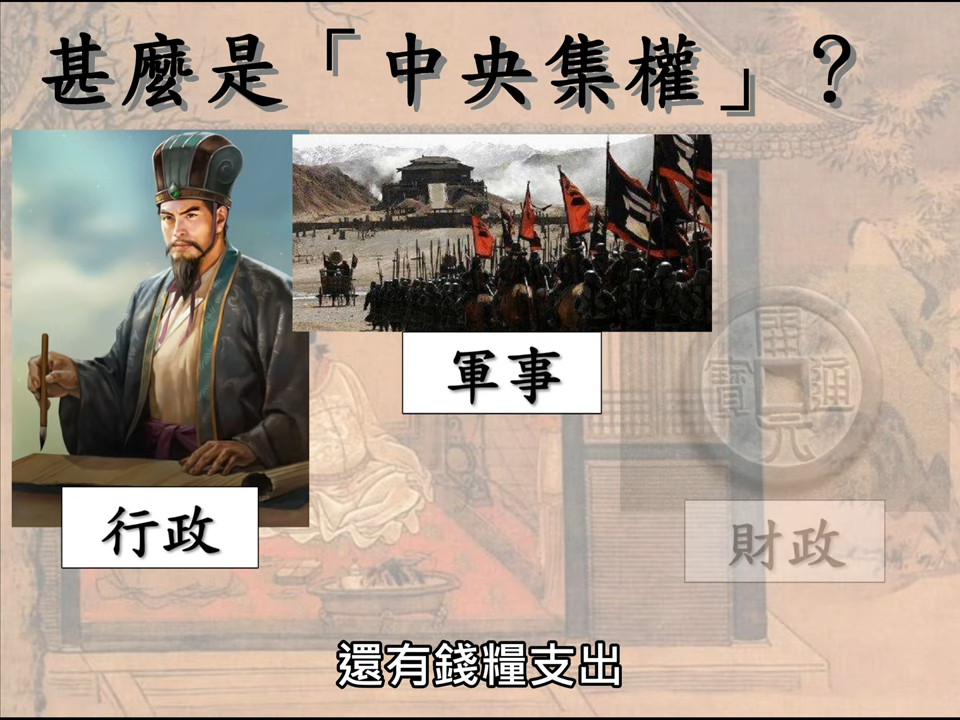 甚麼是「中央集權」?
軍事
開元通寶
行政
財政
還有錢糧支出